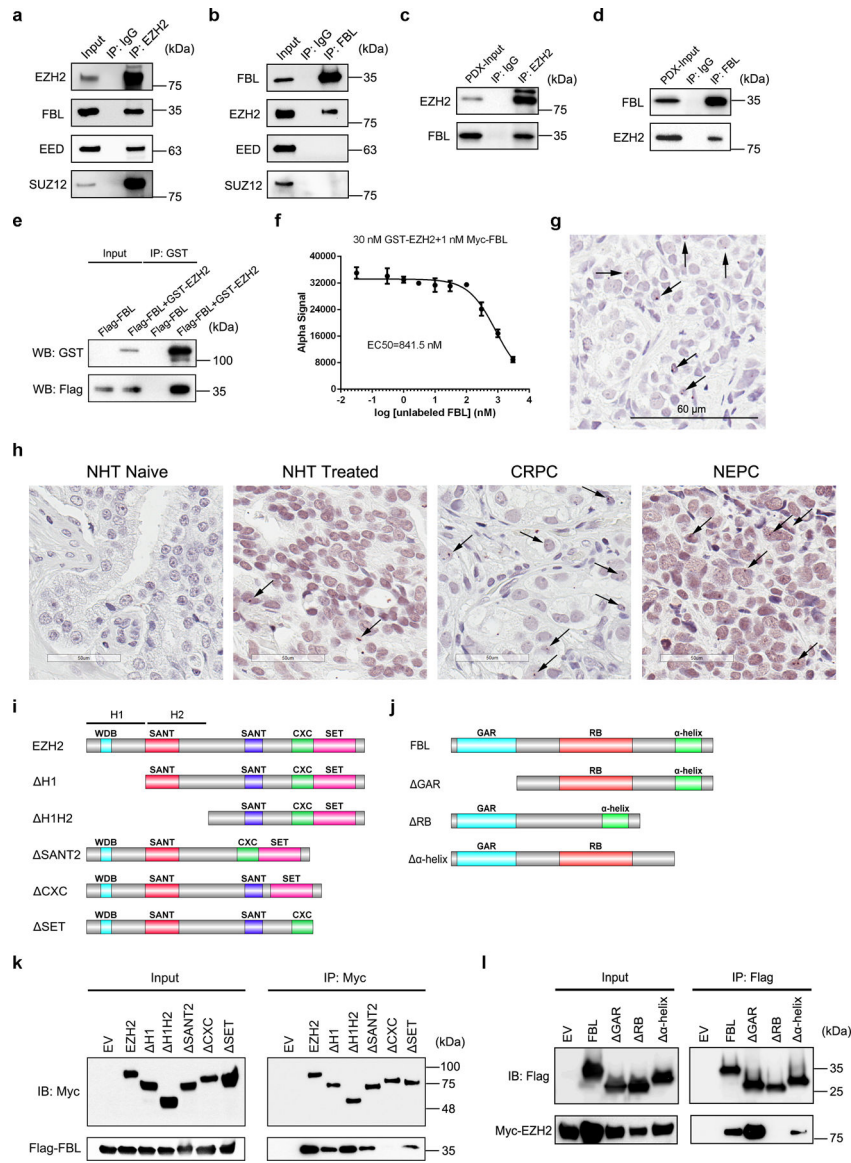 a
Input
IP: IgG
IP: EZH2
(kDa)
EZH2
75
FBL
35
EED
63
SUZ12
75
b
Input
IP: IgG
IP: FBL
(kDa)
FBL
35
EZH2
75
EED
63
SUZ12
75
c
PDX-Input
IP: IgG
IP: EZH2
(kDa)
EZH2
75
FBL
35
d
PDX-Input
IP: IgG
IP: FBL
(kDa)
FBL
35
EZH2
75
e
Input IP: GST
Flag-FBL
Flag-FBL+GST-EZH2
Flag-FBL
Flag-FBL+GST-EZH2
(kDa)
WB: GST
100
WB: Flag
35
f
30 nM GST-EZH2+1 nM Myc-FBL
40000
32000
24000
16000
8000
0
Alpha Signal
EC50=841.5 nM
-2 -1 0 1 2 3 4
log [unlabeled FBL] (nM)
g
60 µm
h
NHT Naive NHT Treated CRPC NEPC
50um 50um 50um 50um
i
H1 H2
EZH2 WDB SANT SANT CXC SET
ΔH1 SANT SANT CXC SET
ΔH1H2 SANT CXC SET
ΔSANT2 WDB SANT CXC SET
ΔCXC WDB SANT SANT SET
ΔSET WDB SANT SANT CXC
j
FBL GAR RB α-helix
ΔGAR RB α-helix
ΔRB GAR α-helix
Δα-helix GAR RB
k
Input IP: Myc
EV EZH2 ΔH1 ΔH1H2 ΔSANT2 ΔCXC ΔSET
EV EZH2 ΔH1 ΔH1H2 ΔSANT2 ΔCXC ΔSET
(kDa)
IB: Myc
100
75
48
Flag-FBL
35
l
Input IP: Flag
EV FBL ΔGAR ΔRB Δα-helix
EV FBL ΔGAR ΔRB Δα-helix
(kDa)
IB: Flag
35
25
Myc-EZH2
75